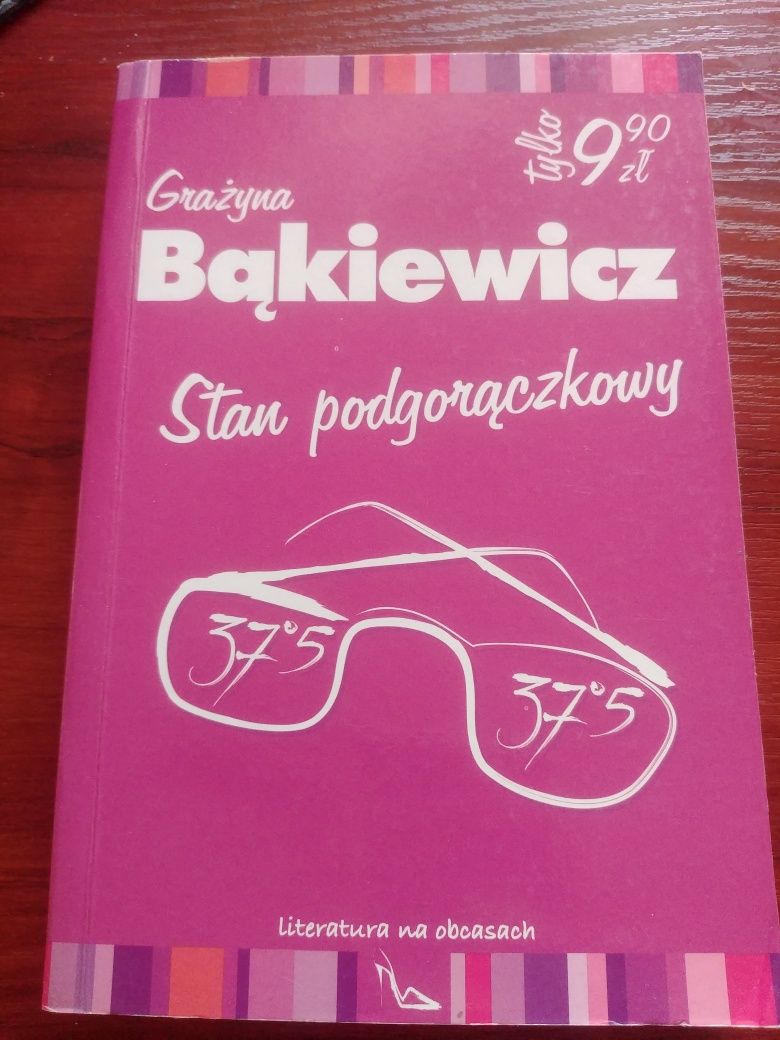 tylko 9 90 zł
Grażyna
Bąkiewicz
Stan podgorączkowy
37°5
37°5
literatura na obcasach